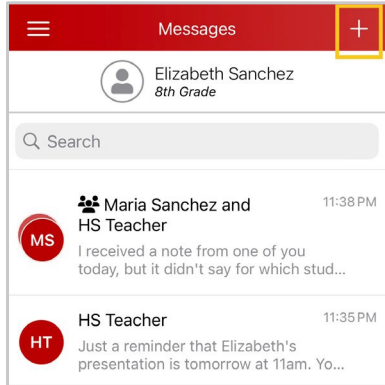 Messages
Elizabeth Sanchez
8th Grade
Search
Maria Sanchez and
HS Teacher
11:38 PM
MS
I received a note from one of you
today, but it didn't say for which stud...
HS Teacher
11:35 PM
HT
Just a reminder that Elizabeth's
presentation is tomorrow at 11am. Yo...